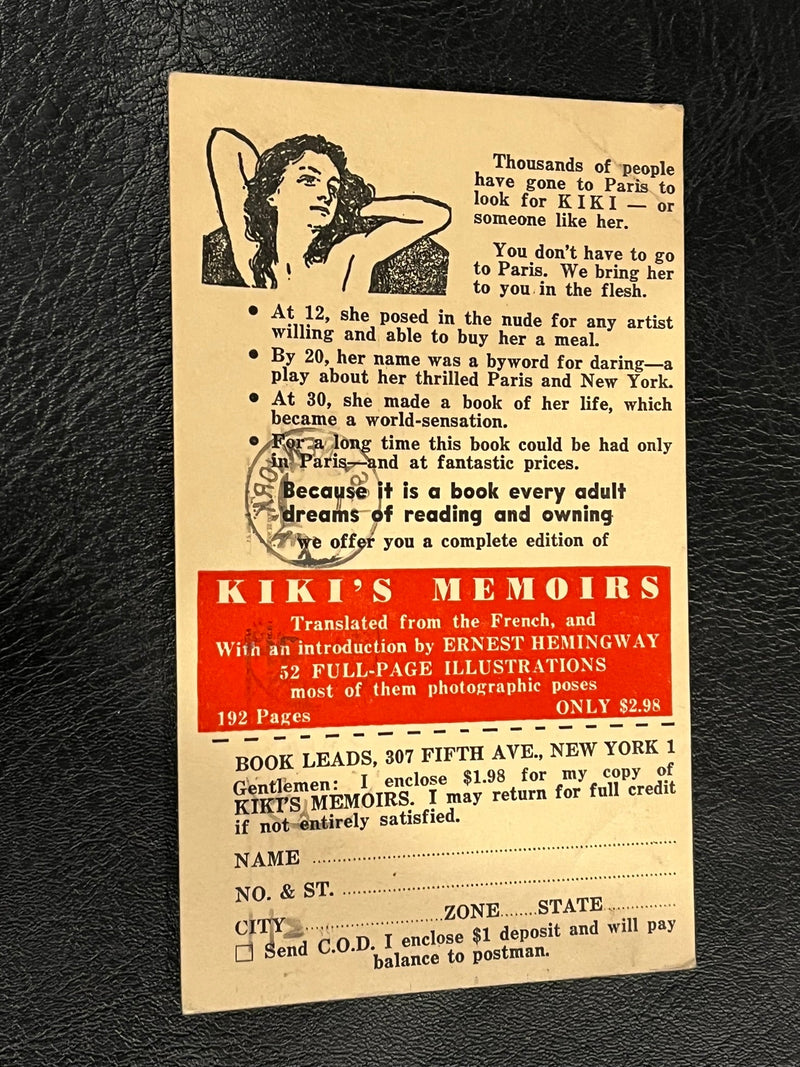 Thousands of people
have gone to Paris to
look for KIKI — or
someone like her.
You don't have to go
to Paris. We bring her
to you in the flesh.
• At 12, she posed in the nude for any artist
willing and able to buy her a meal.
• By 20, her name was a byword for daring—a
play about her thrilled Paris and New York.
• At 30, she made a book of her life, which
became a world-sensation.
• For a long time this book could be had only
in Paris—and at fantastic prices.
Because it is a book every adult
dreams of reading and owning
we offer you a complete edition of
KIKI'S MEMOIRS
Translated from the French, and
With an introduction by ERNEST HEMINGWAY
52 FULL-PAGE ILLUSTRATIONS
most of them photographic poses
192 Pages ONLY $2.98
BOOK LEADS, 307 FIFTH AVE., NEW YORK 1
Gentlemen: I enclose $1.98 for my copy of
KIKI'S MEMOIRS. I may return for full credit
if not entirely satisfied.
NAME
NO. & ST.
CITY ZONE STATE
☐ Send C.O.D. I enclose $1 deposit and will pay
balance to postman.